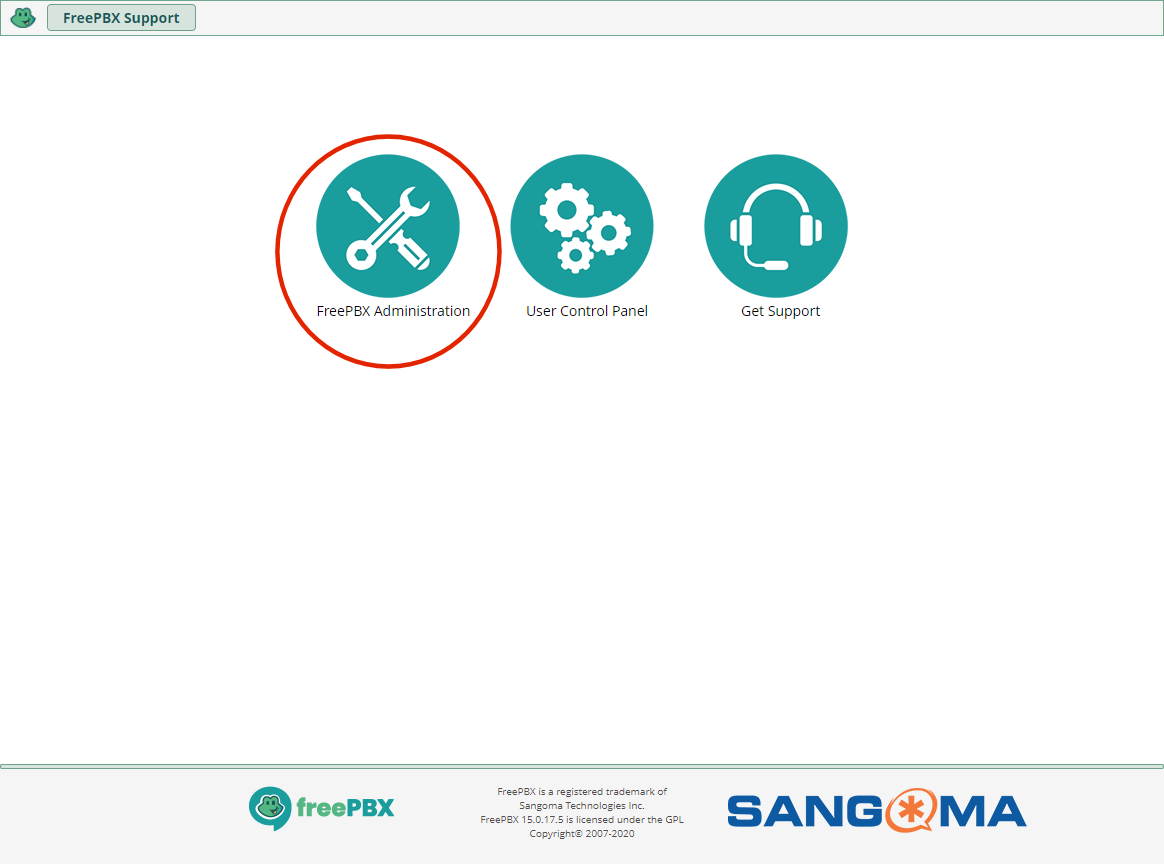 FreePBX Support
FreePBX Administration
User Control Panel
Get Support
freePBX
FreePBX is a registered trademark of
Sangoma Technologies Inc.
FreePBX 15.0.17.5 is licensed under the GPL
Copyright© 2007-2020
SANGOMA